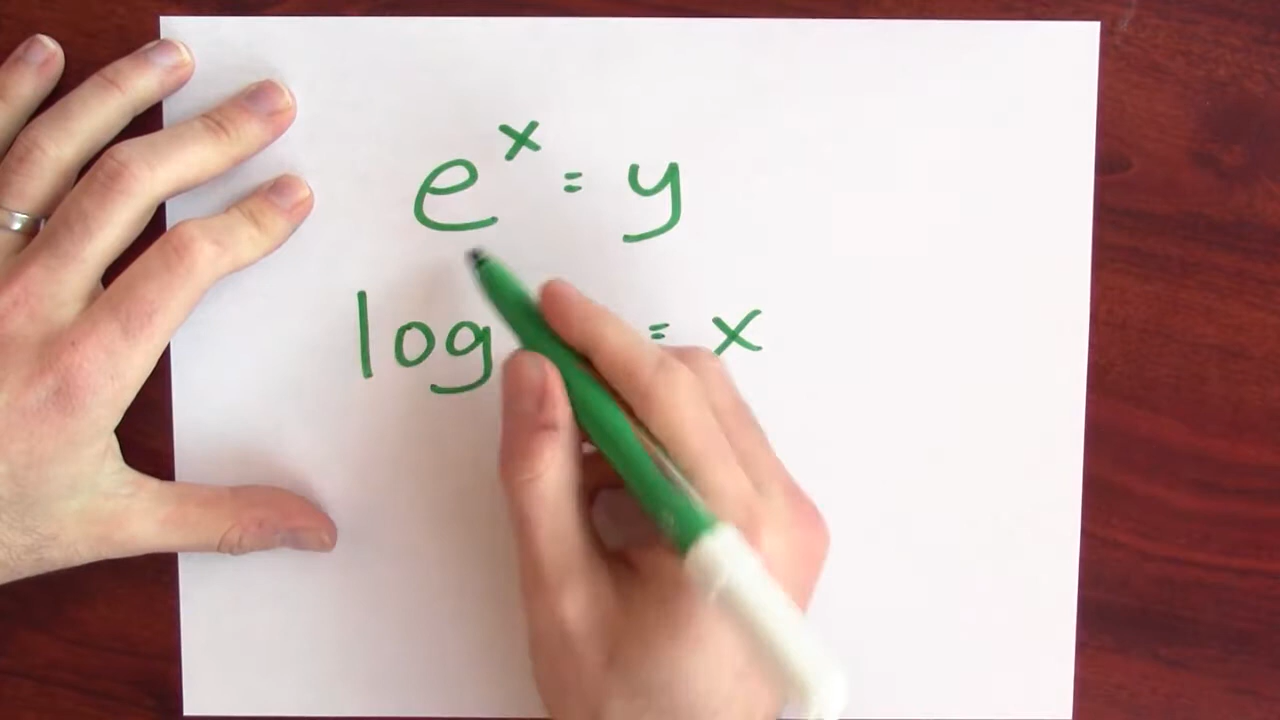 eˣ = y
log = x